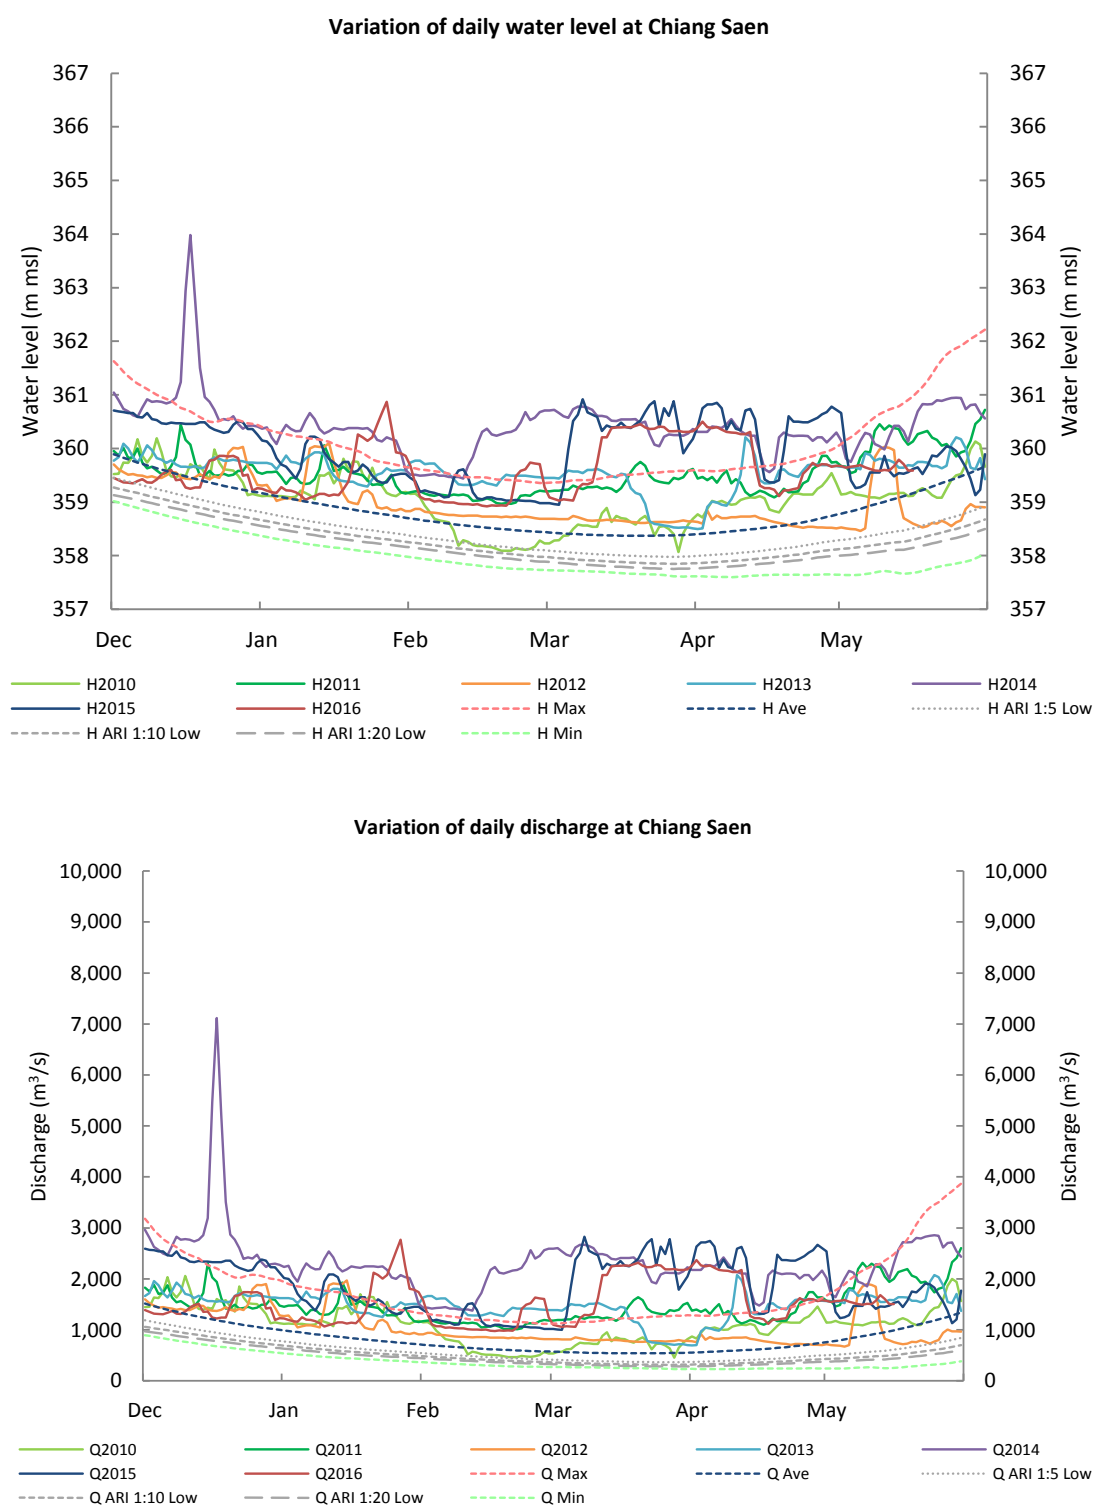 Variation of daily water level at Chiang Saen
367 367
366 366
365 365
364 364
363 363
362 362
361 361
360 360
359 359
358 358
357 357
Water level (m msl)
Water level (m msl)
Dec Jan Feb Mar Apr May
H2010 H2011 H2012 H2013 H2014
H2015 H2016 H Max H Ave H ARI 1:5 Low
H ARI 1:10 Low H ARI 1:20 Low H Min
Variation of daily discharge at Chiang Saen
10,000 10,000
9,000 9,000
8,000 8,000
7,000 7,000
6,000 6,000
5,000 5,000
4,000 4,000
3,000 3,000
2,000 2,000
1,000 1,000
0 0
Discharge (m³/s)
Discharge (m³/s)
Dec Jan Feb Mar Apr May
Q2010 Q2011 Q2012 Q2013 Q2014
Q2015 Q2016 Q Max Q Ave Q ARI 1:5 Low
Q ARI 1:10 Low Q ARI 1:20 Low Q Min